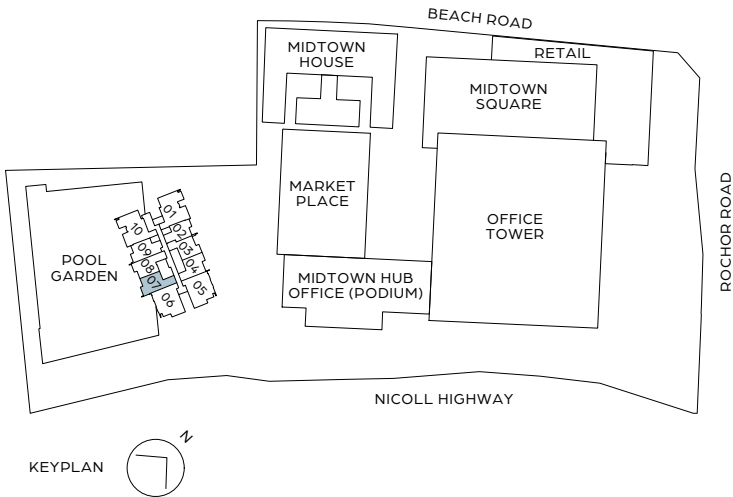 BEACH ROAD
MIDTOWN
HOUSE
RETAIL
MIDTOWN
SQUARE
MARKET
PLACE
OFFICE
TOWER
ROCHOR ROAD
POOL
GARDEN
01
02
03
04
05
10
09
08
07
06
MIDTOWN HUB
OFFICE (PODIUM)
NICOLL HIGHWAY
KEYPLAN
N